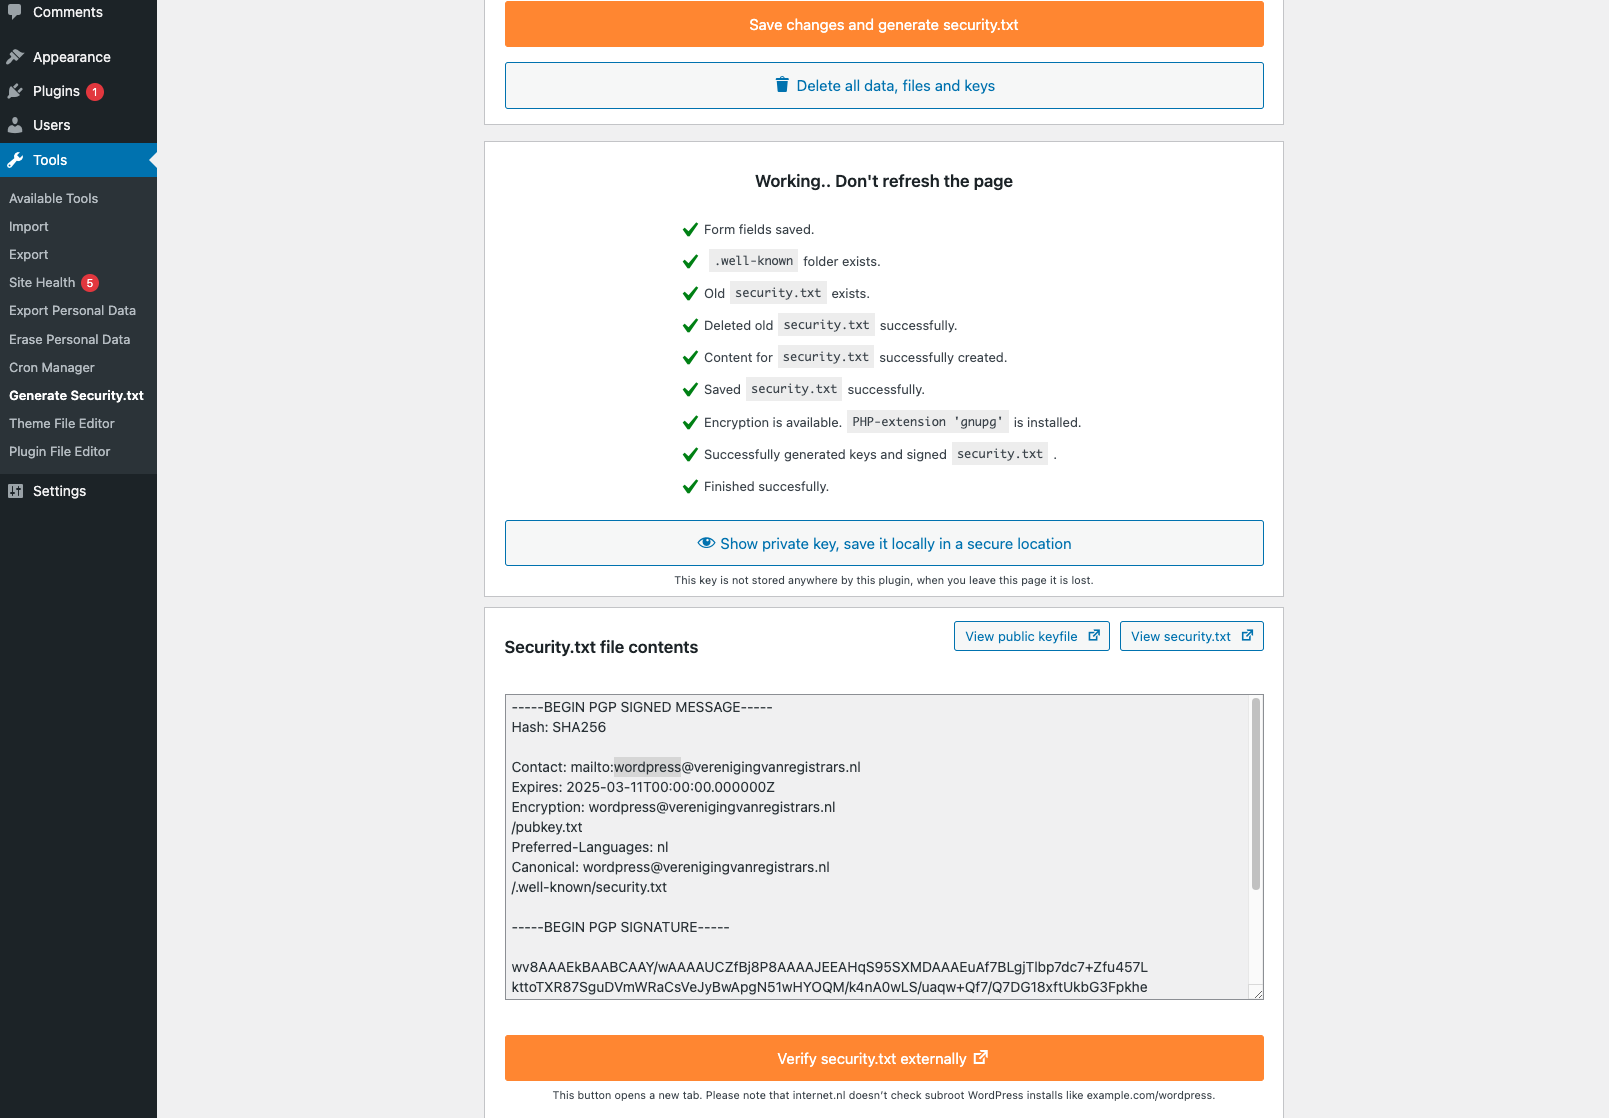 Comments
Appearance
Plugins 1
Users
Tools
Available Tools
Import
Export
Site Health 5
Export Personal Data
Erase Personal Data
Cron Manager
Generate Security.txt
Theme File Editor
Plugin File Editor
Settings
Save changes and generate security.txt
Delete all data, files and keys
Working.. Don't refresh the page
Form fields saved.
.well-known folder exists.
Old security.txt exists.
Deleted old security.txt successfully.
Content for security.txt successfully created.
Saved security.txt successfully.
Encryption is available. PHP-extension 'gnupg' is installed.
Successfully generated keys and signed security.txt .
Finished succesfully.
Show private key, save it locally in a secure location
This key is not stored anywhere by this plugin, when you leave this page it is lost.
Security.txt file contents
View public keyfile
View security.txt
-----BEGIN PGP SIGNED MESSAGE-----
Hash: SHA256
Contact: mailto:wordpress@verenigingvanregistrars.nl
Expires: 2025-03-11T00:00:00.000000Z
Encryption: wordpress@verenigingvanregistrars.nl
/pubkey.txt
Preferred-Languages: nl
Canonical: wordpress@verenigingvanregistrars.nl
/.well-known/security.txt
-----BEGIN PGP SIGNATURE-----
wv8AAAEkBAABCAAY/wAAAAUCZfBj8P8AAAAJEEAHqS95SXMDAAAEuAf7BLgjTlbp7dc7+Zfu457L
kttoTXR87SguDVmWRaCsVeJyBwApgN51wHYOQM/k4nA0wLS/uaqw+Qf7/Q7DG18xftUkbG3Fpkhe
Verify security.txt externally
This button opens a new tab. Please note that internet.nl doesn't check subroot WordPress installs like example.com/wordpress.